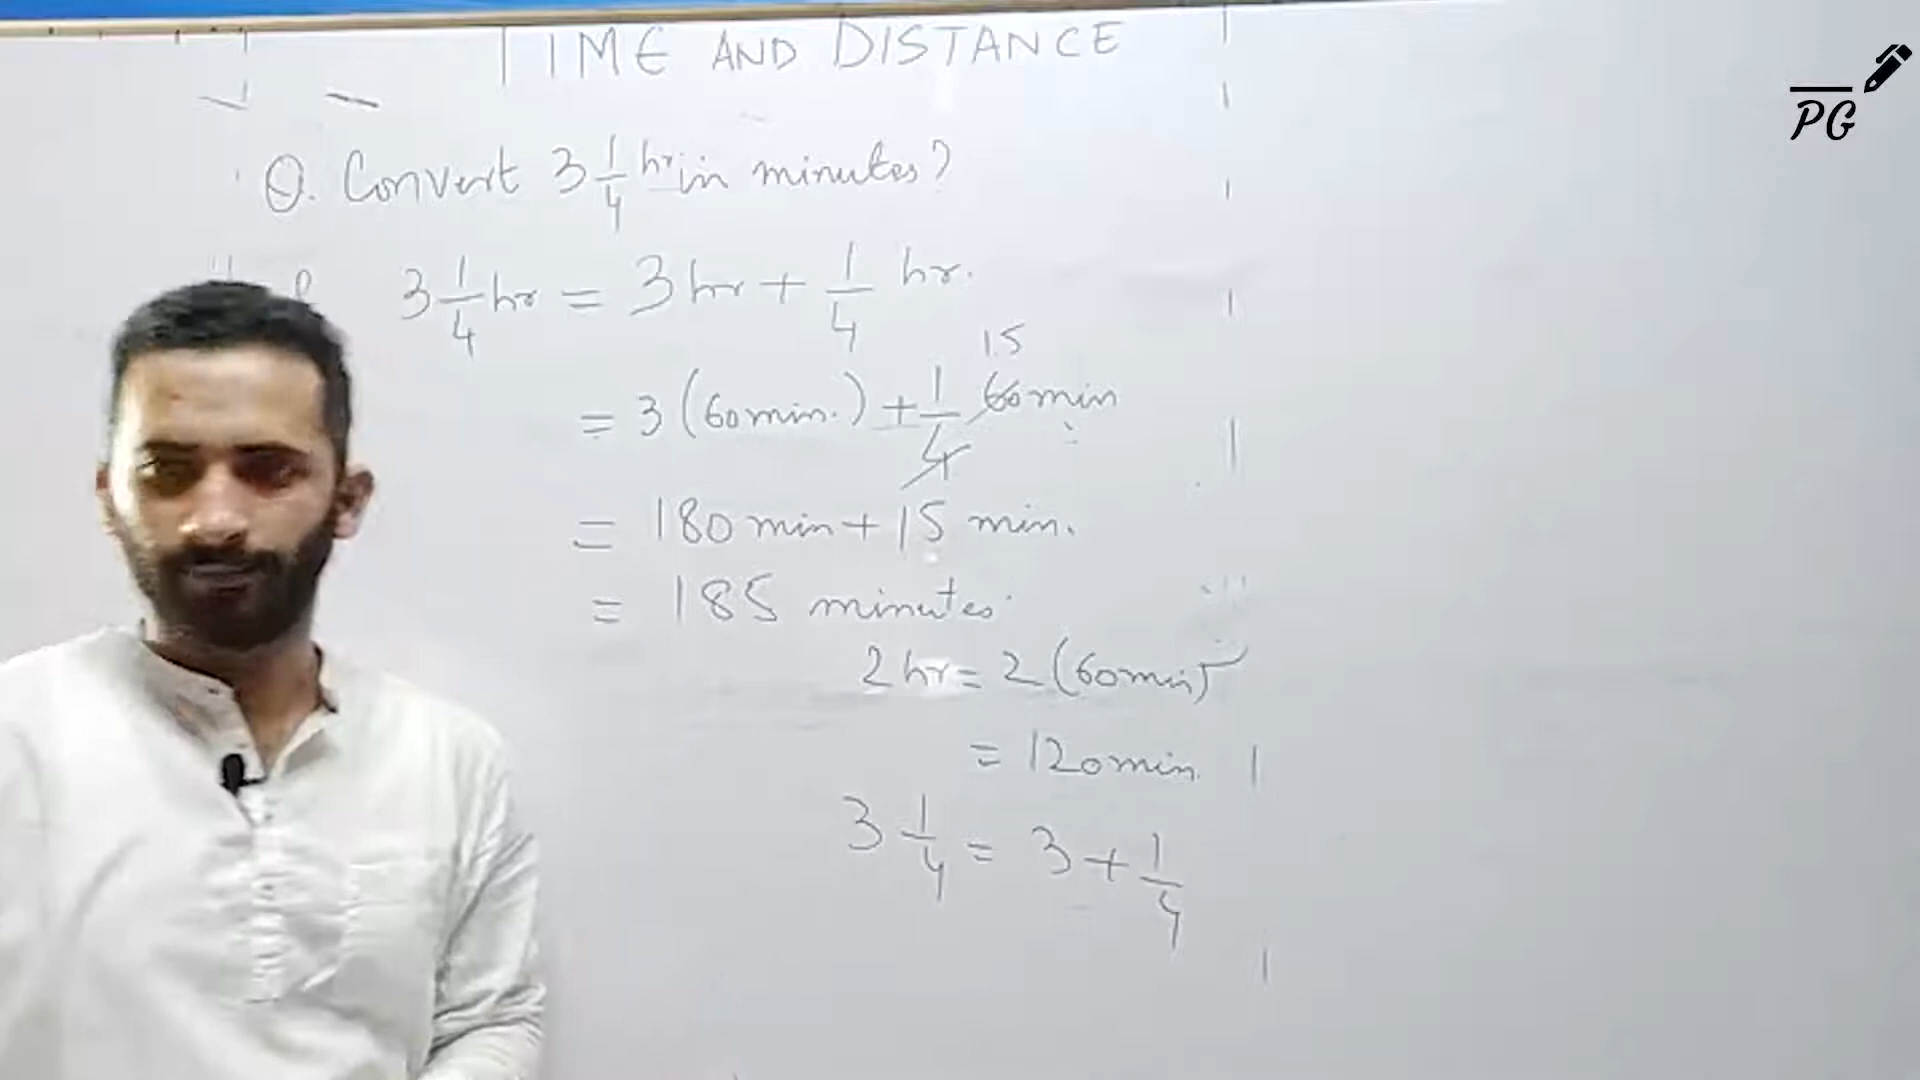 TIME AND DISTANCE
PG
Q. Convert 3 1/4 hr in minutes?
3 1/4 hr = 3 hr + 1/4 hr.
15
= 3 (60 min.) + 1/4 60 min
= 180 min + 15 min.
= 185 minutes
2 hr = 2 (60 min)
= 120 min.
3 1/4 = 3 + 1/4